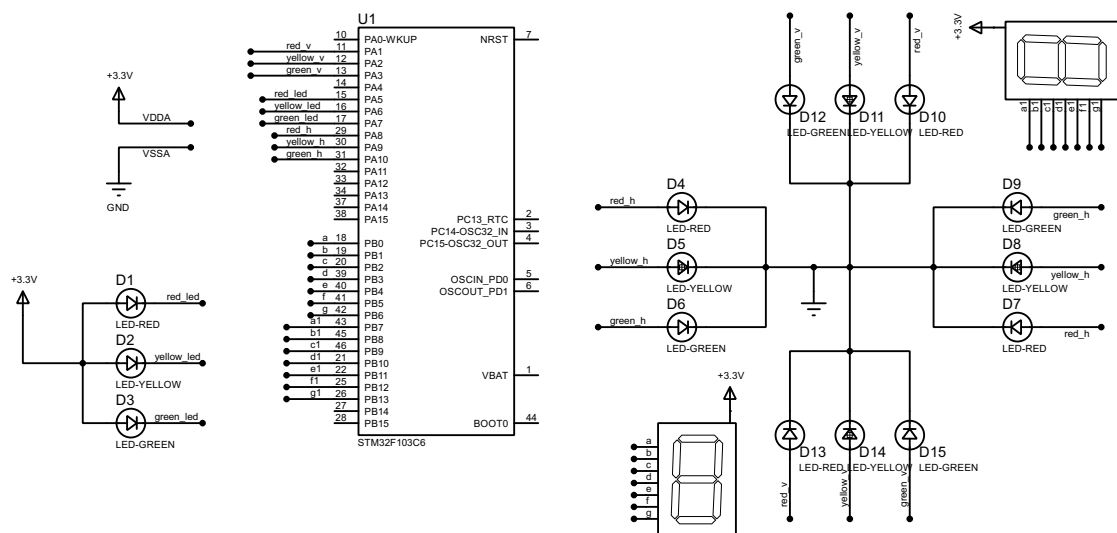 U1
10 PA0-WKUP NRST 7
red_v 11 PA1
yellow_v 12 PA2
green_v 13 PA3
14 PA4
red_led 15 PA5
yellow_led 16 PA6
green_led 17 PA7
red_h 29 PA8
yellow_h 30 PA9
green_h 31 PA10
32 PA11
33 PA12
34 PA13
37 PA14
38 PA15
PC13_RTC 2
PC14-OSC32_IN 3
PC15-OSC32_OUT 4
a 18 PB0
b 19 PB1
c 20 PB2
d 39 PB3
e 40 PB4
f 41 PB5
g 42 PB6
a1 43 PB7
b1 45 PB8
c1 46 PB9
d1 21 PB10
e1 22 PB11
f1 25 PB12
g1 26 PB13
27 PB14
28 PB15
OSCIN_PD0 5
OSCOUT_PD1 6
VBAT 1
BOOT0 44
STM32F103C6
+3.3V
VDDA
VSSA
GND
+3.3V
D1
red_led
LED-RED
D2
yellow_led
LED-YELLOW
D3
green_led
LED-GREEN
green_v
yellow_v
red_v
D12
D11
D10
LED-GREEN
LED-YELLOW
LED-RED
+3.3V
a1
b1
c1
d1
e1
f1
g1
red_h
D4
LED-RED
yellow_h
D5
LED-YELLOW
green_h
D6
LED-GREEN
D9
green_h
LED-GREEN
D8
yellow_h
LED-YELLOW
D7
red_h
LED-RED
+3.3V
a
b
c
d
e
f
g
D13
D14
D15
LED-RED
LED-YELLOW
LED-GREEN
red_v
yellow_v
green_v